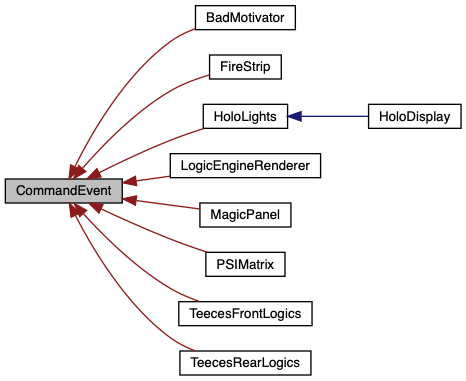 BadMotivator
FireStrip
HoloLights
HoloDisplay
LogicEngineRenderer
CommandEvent
MagicPanel
PSIMatrix
TeecesFrontLogics
TeecesRearLogics